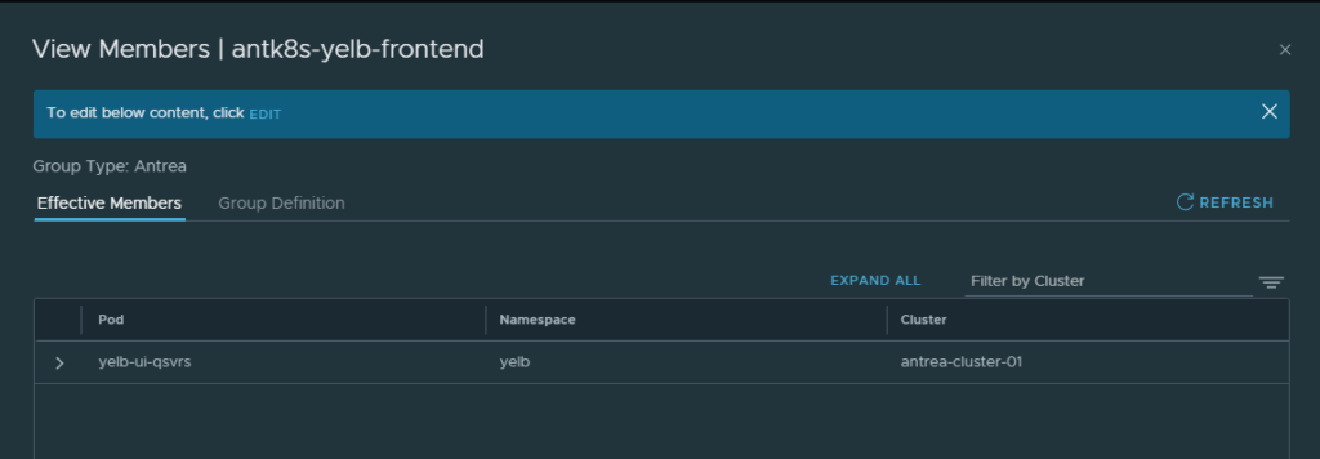 View Members | antk8s-yelb-frontend
To edit below content, click EDIT
Group Type: Antrea
Effective Members Group Definition REFRESH
EXPAND ALL Filter by Cluster
Pod Namespace Cluster
yelb-ui-qsvrs yelb antrea-cluster-01